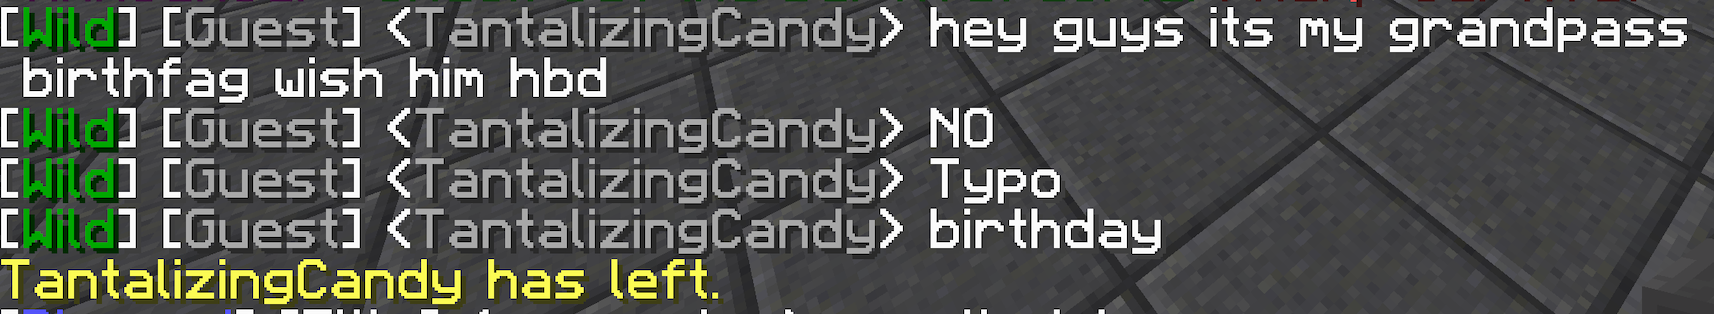 [Wild] [Guest] <TantalizingCandy> hey guys its my grandpass
birthfag wish him hbd
[Wild] [Guest] <TantalizingCandy> NO
[Wild] [Guest] <TantalizingCandy> Typo
[Wild] [Guest] <TantalizingCandy> birthday
TantalizingCandy has left.